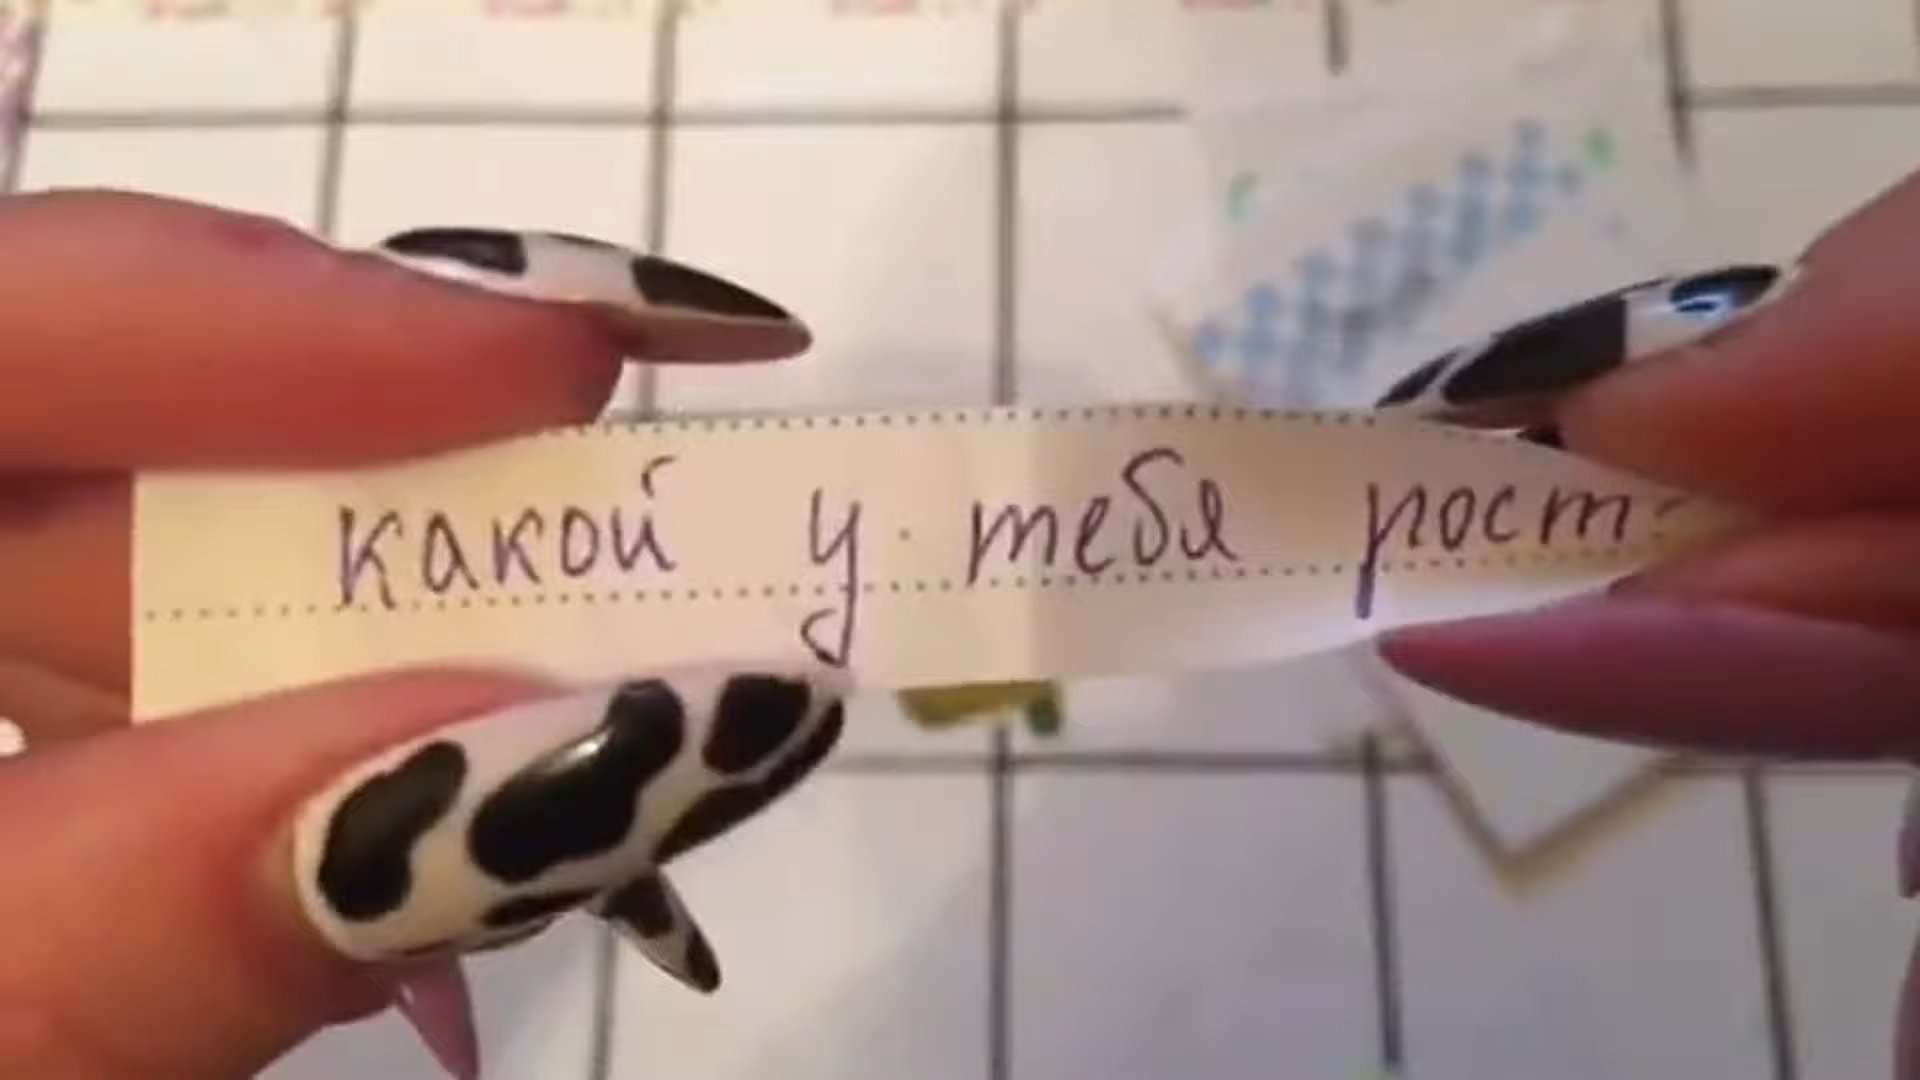 какой у тебя рост